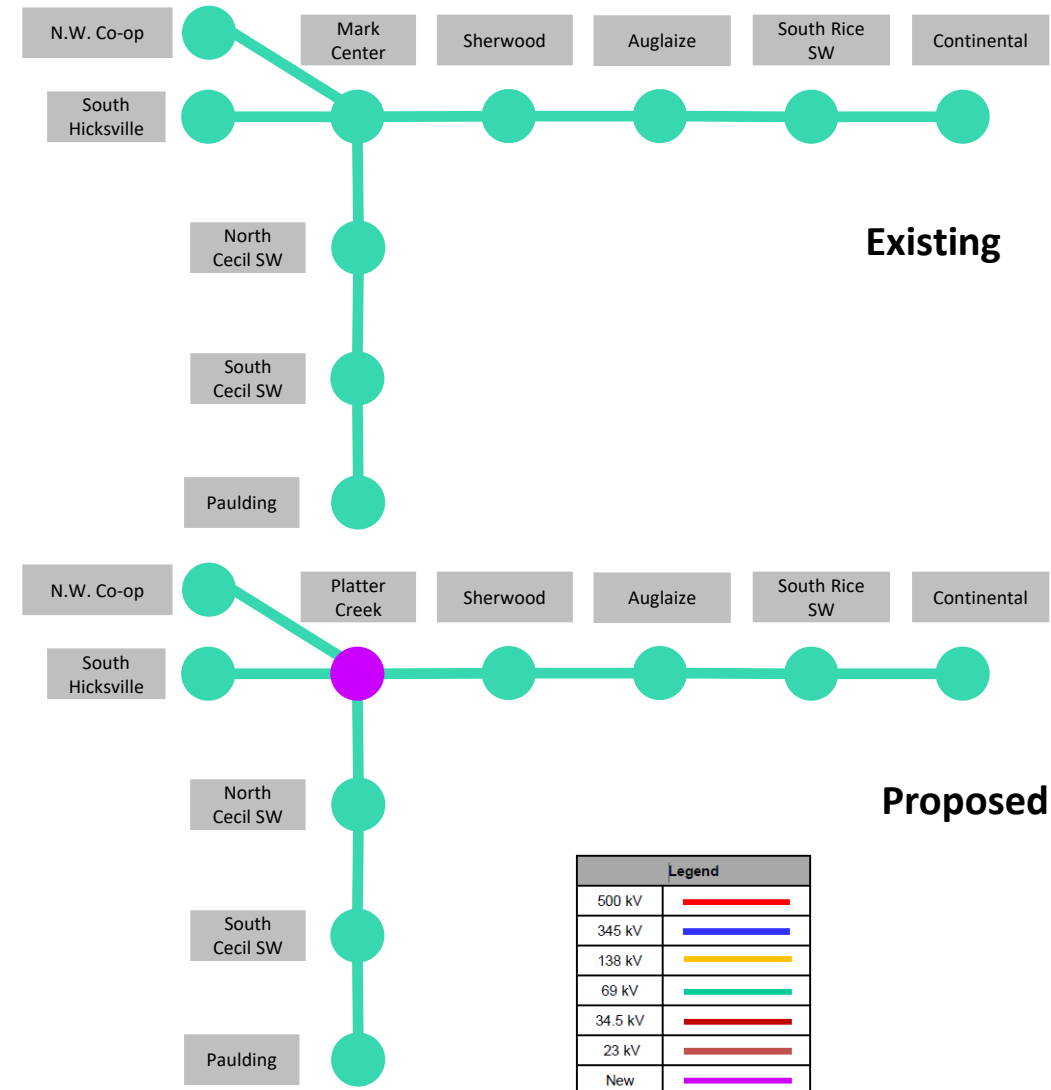 N.W. Co-op
Mark
Center
Sherwood
Auglaize
South Rice
SW
Continental
South
Hicksville
North
Cecil SW
Existing
South
Cecil SW
Paulding
N.W. Co-op
Platter
Creek
Sherwood
Auglaize
South Rice
SW
Continental
South
Hicksville
North
Cecil SW
Proposed
South
Cecil SW
Paulding
Legend
500 kV
345 kV
138 kV
69 kV
34.5 kV
23 kV
New